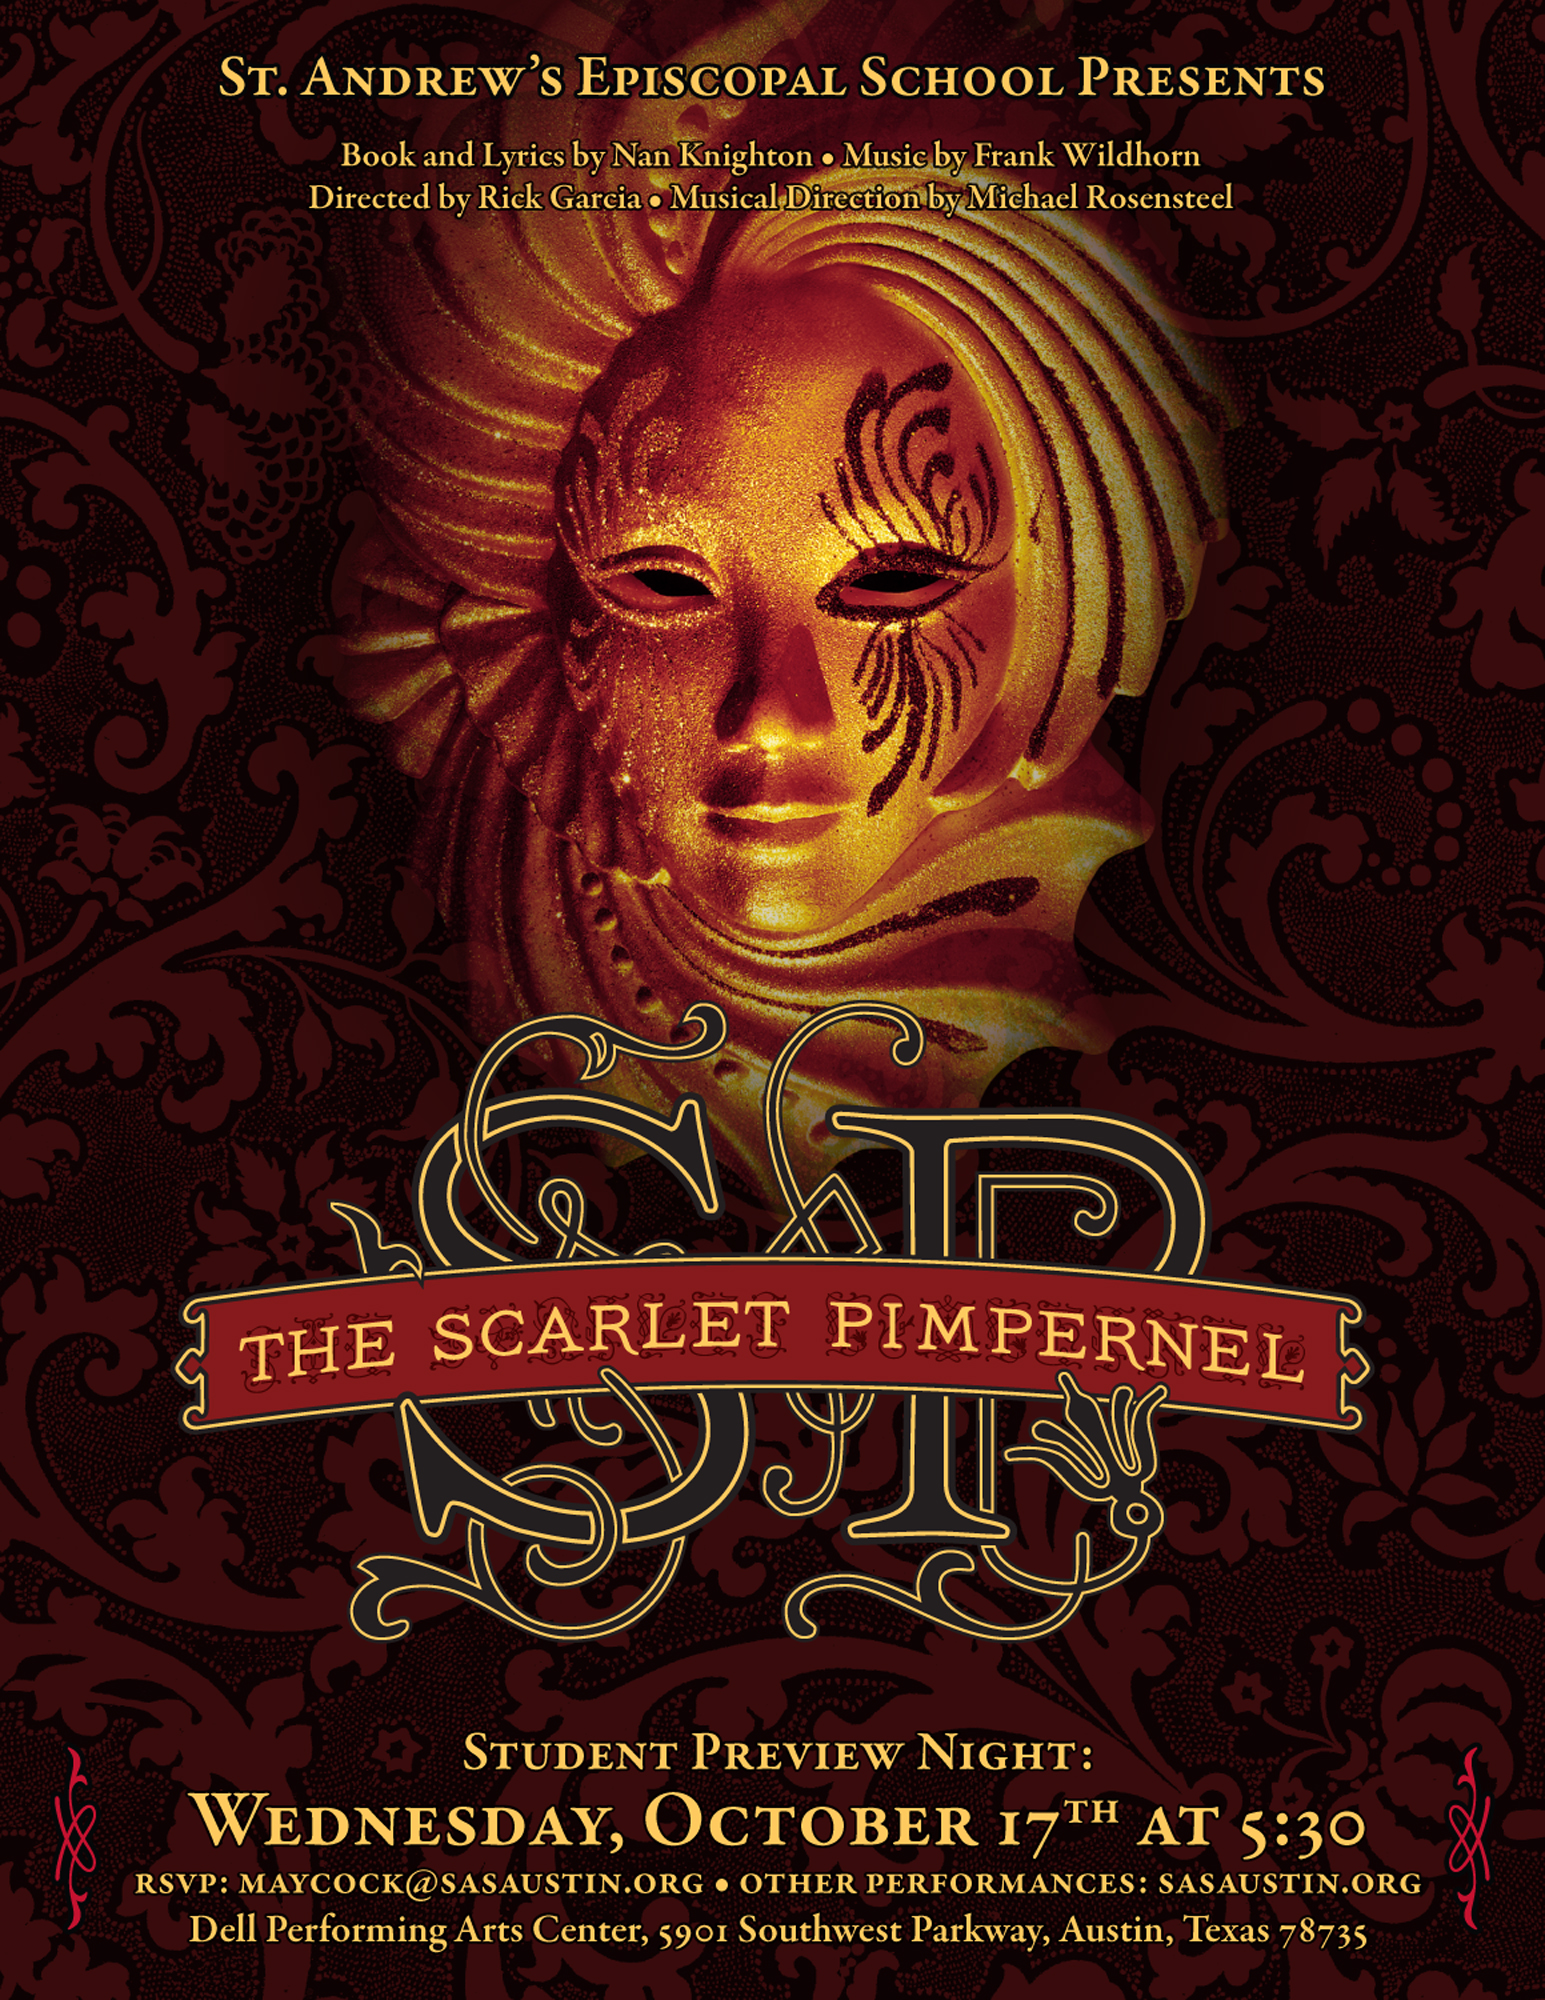 St. Andrew's Episcopal School Presents
Book and Lyrics by Nan Knighton • Music by Frank Wildhorn
Directed by Rick Garcia • Musical Direction by Michael Rosensteel
SP
THE SCARLET PIMPERNEL
Student Preview Night:
Wednesday, October 17th at 5:30
RSVP: MAYCOCK@SASAUSTIN.ORG • OTHER PERFORMANCES: SASAUSTIN.ORG
Dell Performing Arts Center, 5901 Southwest Parkway, Austin, Texas 78735